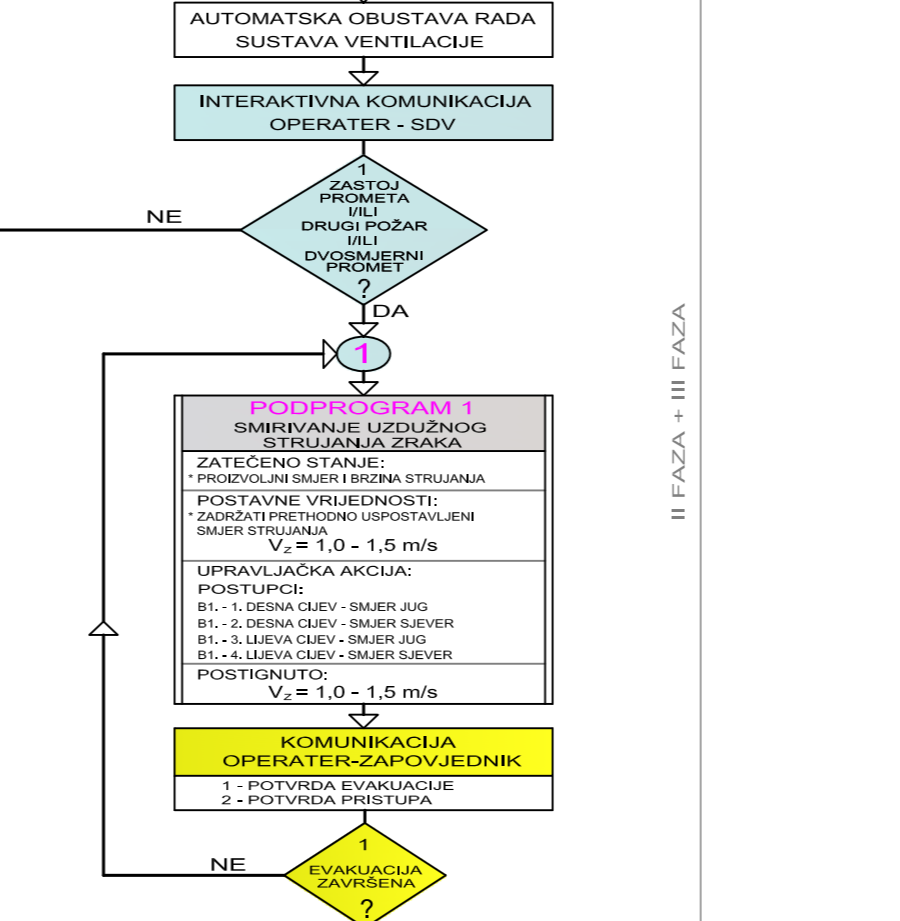 AUTOMATSKA OBUSTAVA RADA
SUSTAVA VENTILACIJE
INTERAKTIVNA KOMUNIKACIJA
OPERATER - SDV
1
ZASTOJ
PROMETA
I/ILI
DRUGI POŽAR
I/ILI
DVOSMJERNI
PROMET
?
NE
DA
1
PODPROGRAM 1
SMIRIVANJE UZDUŽNOG
STRUJANJA ZRAKA
ZATEČENO STANJE:
* PROIZVOLJNI SMJER I BRZINA STRUJANJA
POSTAVNE VRIJEDNOSTI:
* ZADRŽATI PRETHODNO USPOSTAVLJENI
SMJER STRUJANJA
Vz = 1,0 - 1,5 m/s
UPRAVLJAČKA AKCIJA:
POSTUPCI:
B1. - 1. DESNA CIJEV - SMJER JUG
B1. - 2. DESNA CIJEV - SMJER SJEVER
B1. - 3. LIJEVA CIJEV - SMJER JUG
B1. - 4. LIJEVA CIJEV - SMJER SJEVER
POSTIGNUTO:
Vz = 1,0 - 1,5 m/s
KOMUNIKACIJA
OPERATER-ZAPOVJEDNIK
1 - POTVRDA EVAKUACIJE
2 - POTVRDA PRISTUPA
1
EVAKUACIJA
ZAVRŠENA
?
NE
II FAZA + III FAZA